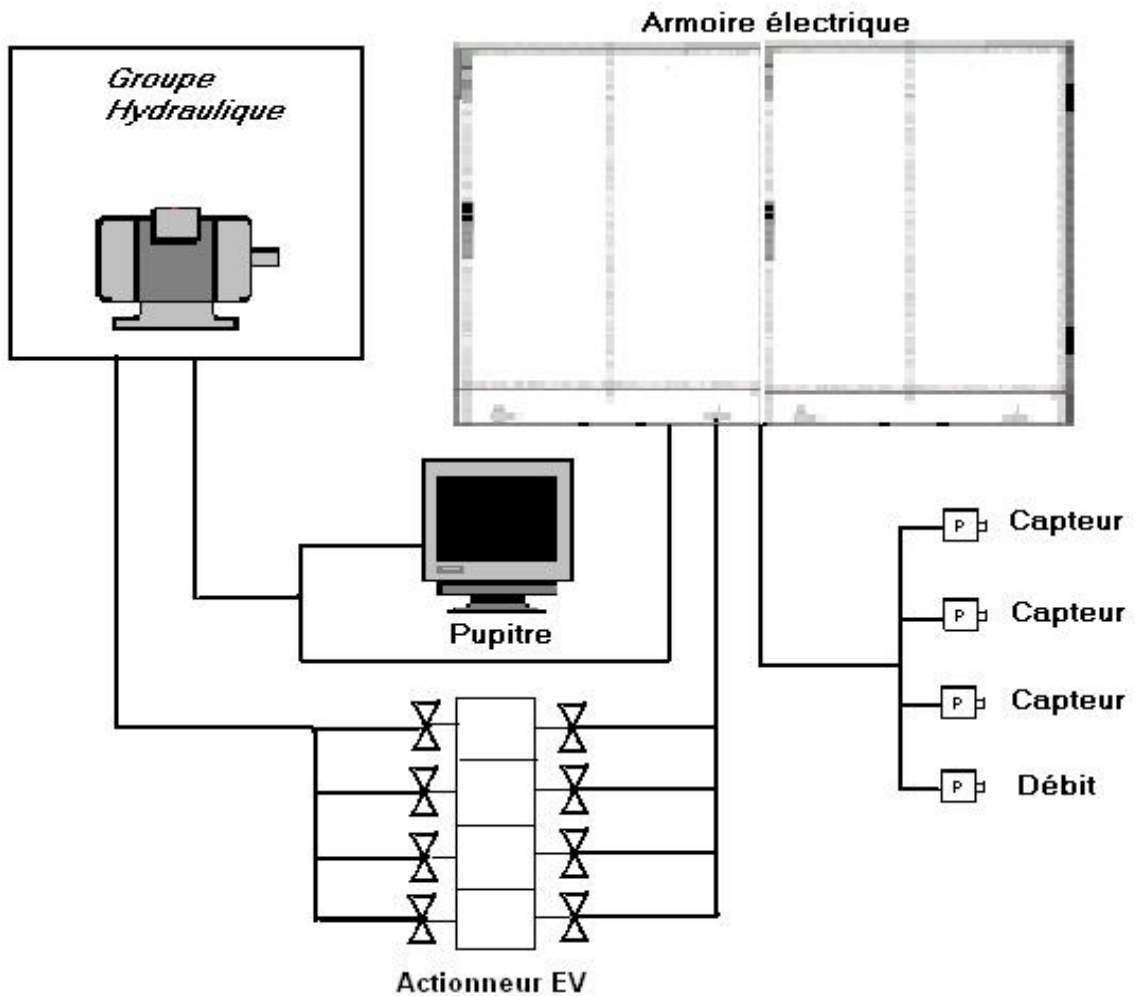 Armoire électrique
Groupe
Hydraulique
Pupitre
P Capteur
P Capteur
P Capteur
P Débit
Actionneur EV